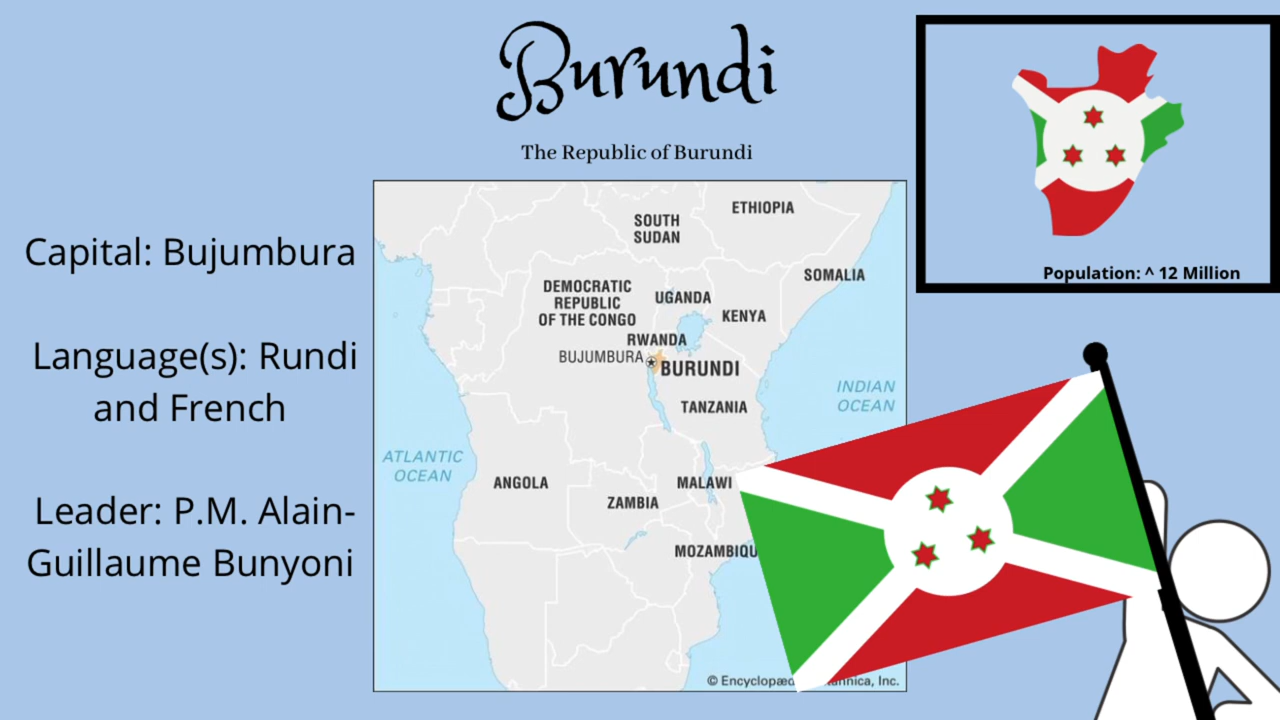 Burundi
The Republic of Burundi
Capital: Bujumbura
Language(s): Rundi
and French
Leader: P.M. Alain-
Guillaume Bunyoni
ETHIOPIA
SOUTH
SUDAN
SOMALIA
DEMOCRATIC
REPUBLIC
OF THE CONGO
UGANDA
KENYA
RWANDA
BUJUMBURA
BURUNDI
TANZANIA
INDIAN
OCEAN
ATLANTIC
OCEAN
ANGOLA
MALAWI
ZAMBIA
MOZAMBIQU
© Encyclopæd nnica, Inc.
Population: ^ 12 Million